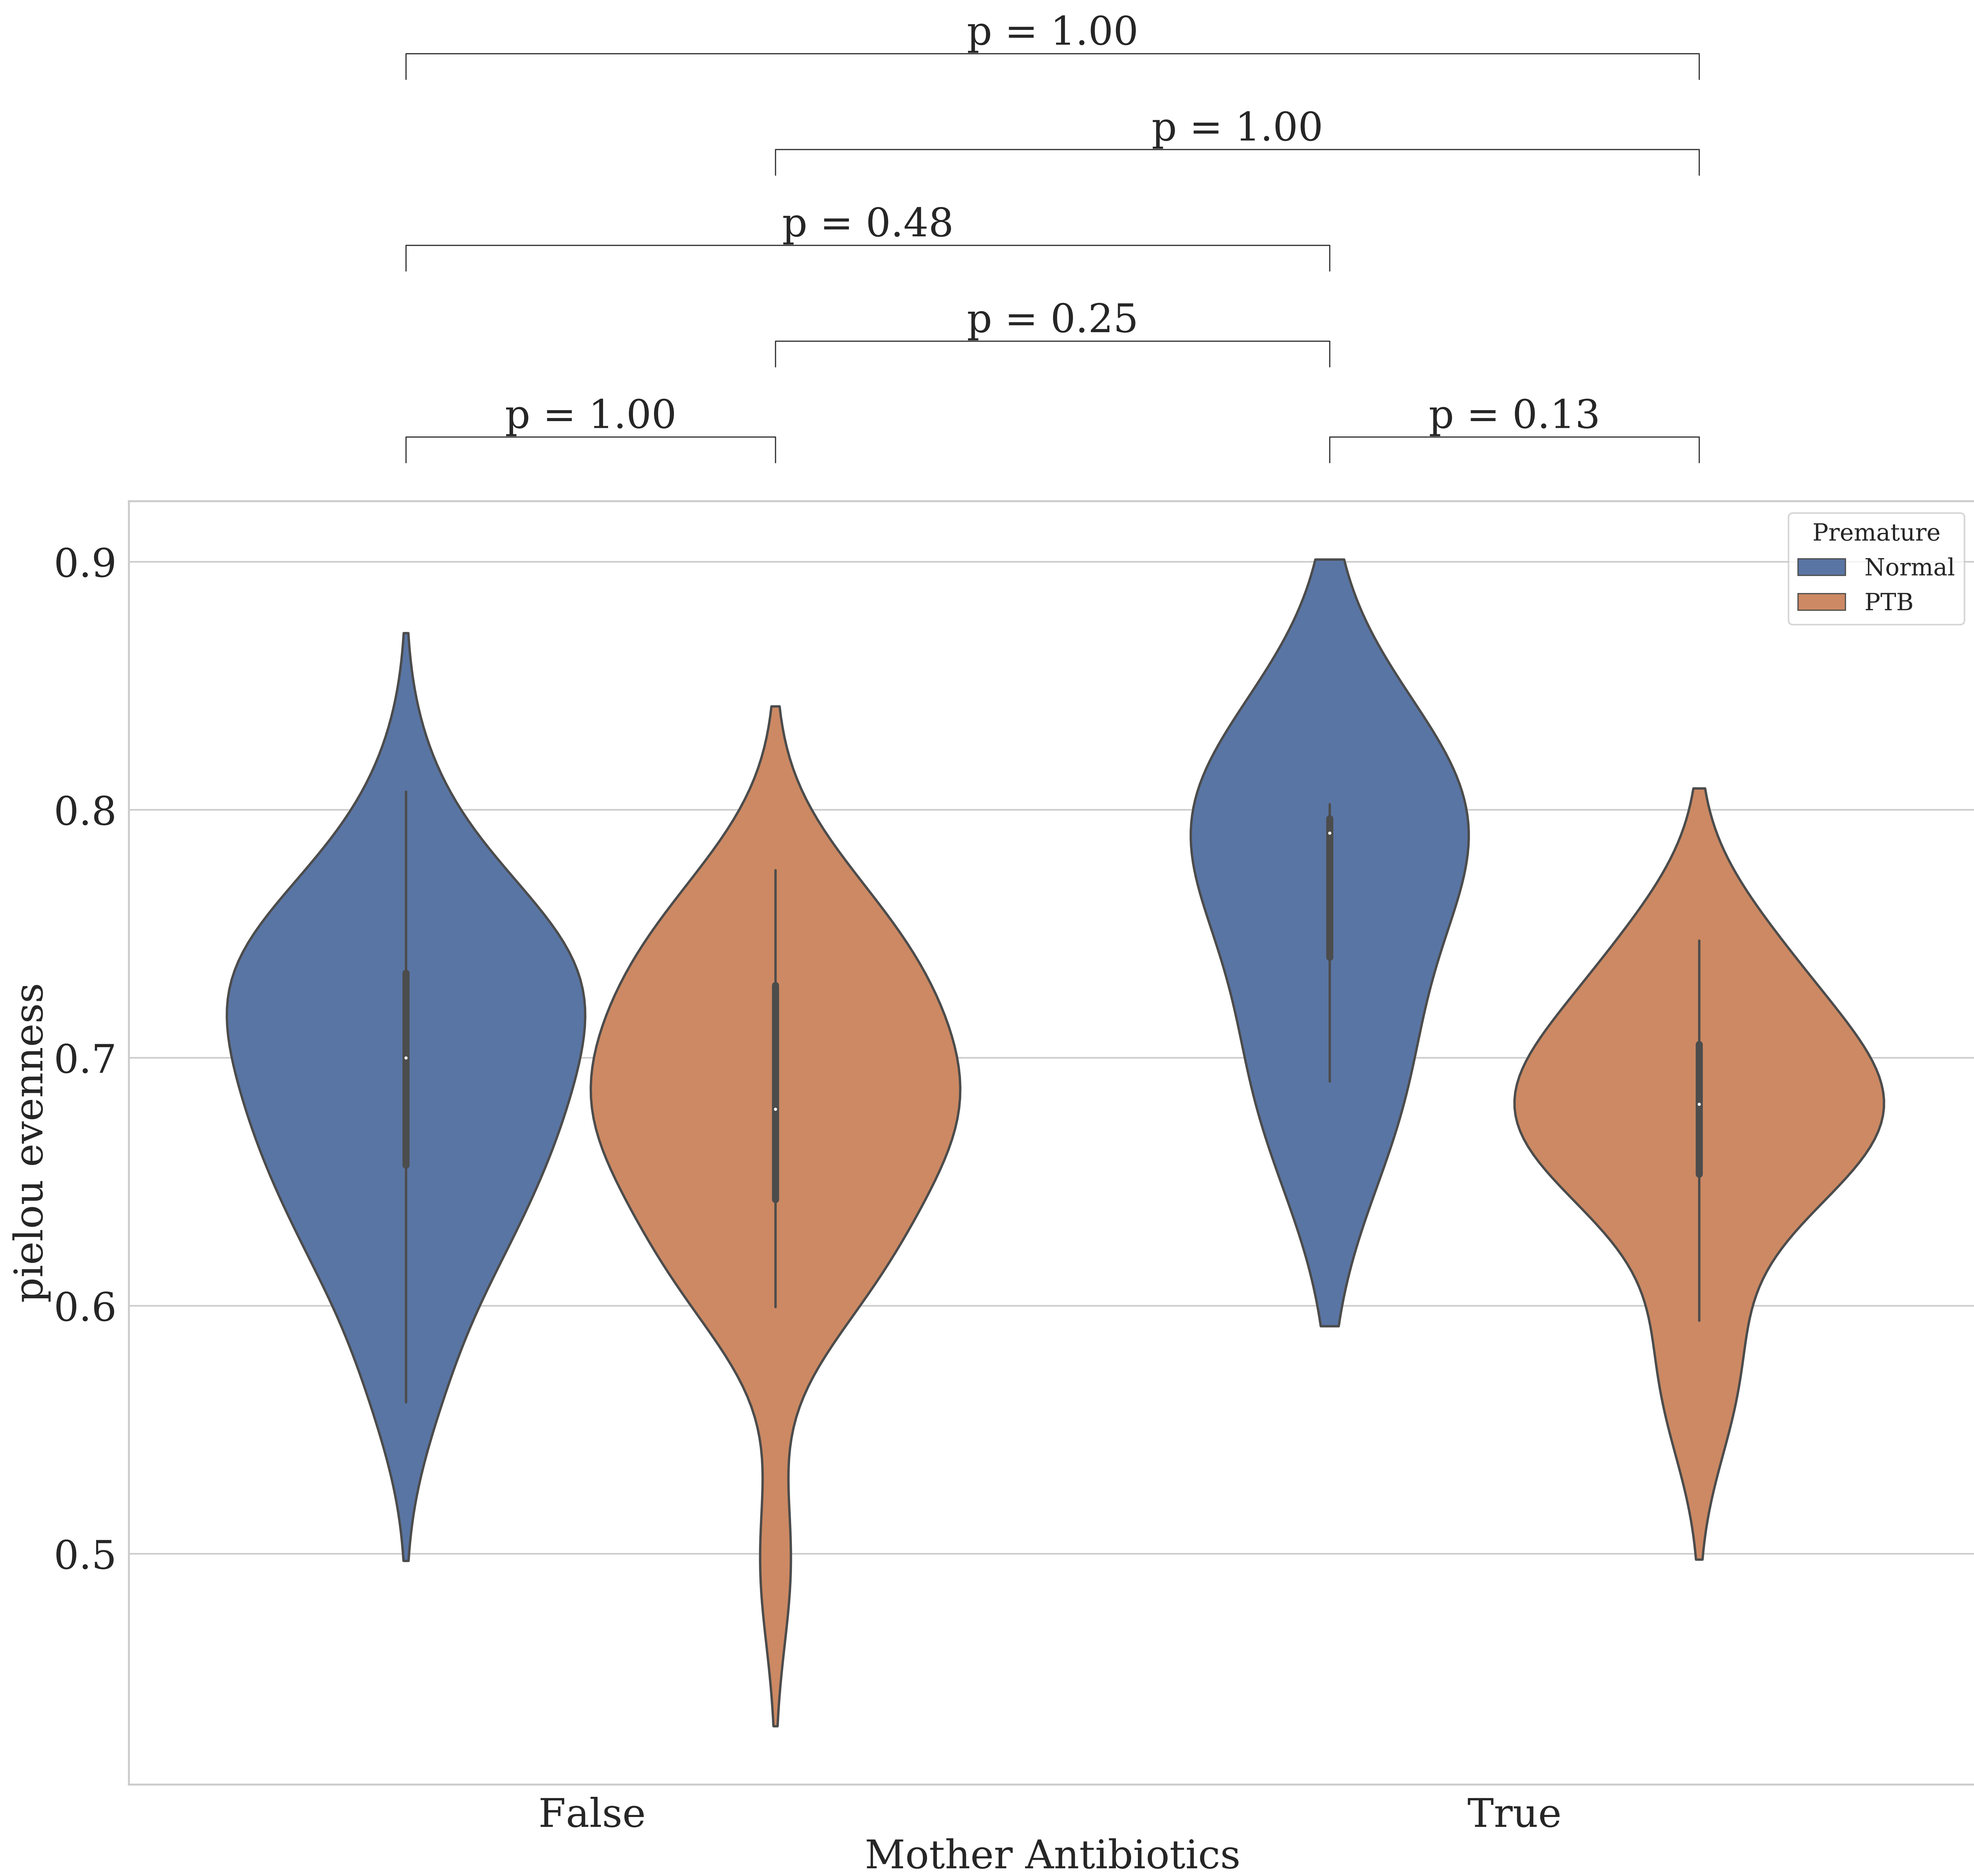 p = 1.00
p = 1.00
p = 0.48
p = 0.25
p = 1.00
p = 0.13
Premature
Normal
PTB
0.9
0.8
0.7
0.6
0.5
pielou evenness
False
True
Mother Antibiotics